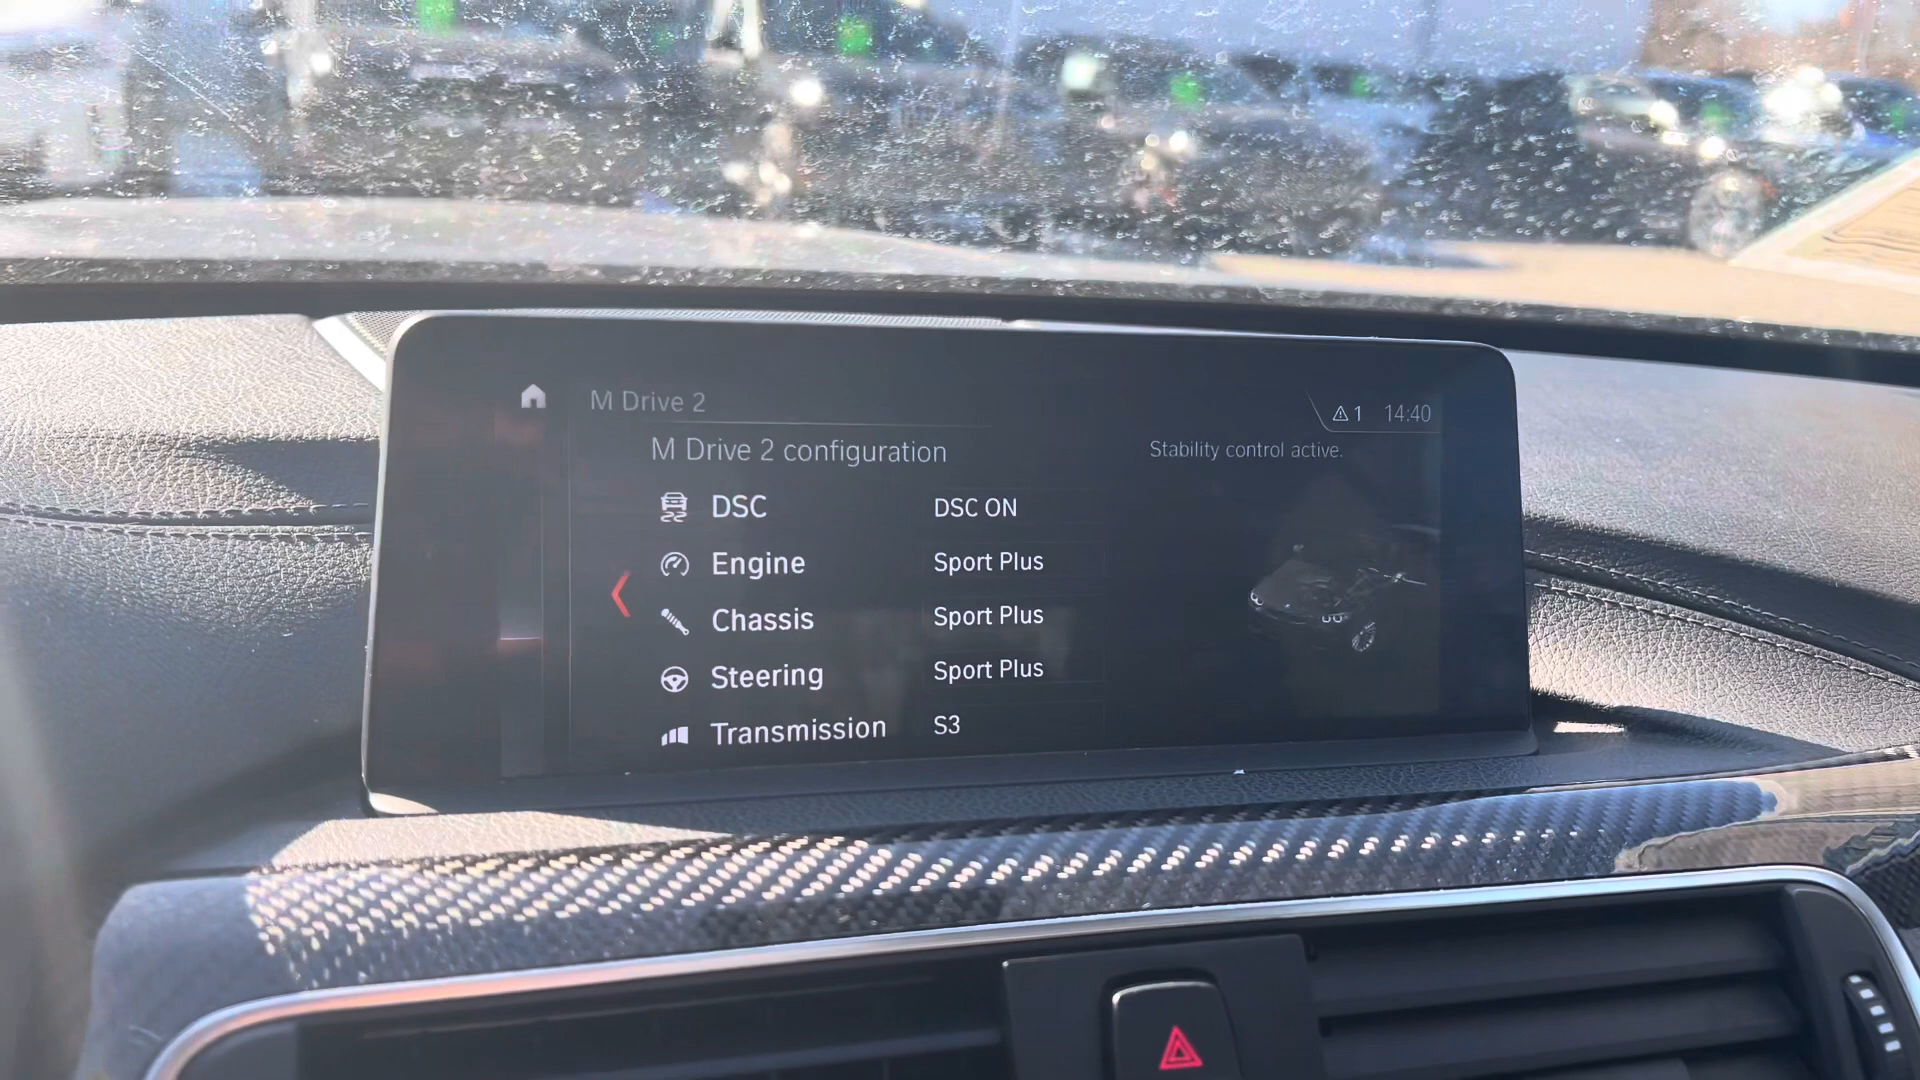 M Drive 2
1 14:40
M Drive 2 configuration
Stability control active.
DSC DSC ON
Engine Sport Plus
Chassis Sport Plus
Steering Sport Plus
Transmission S3